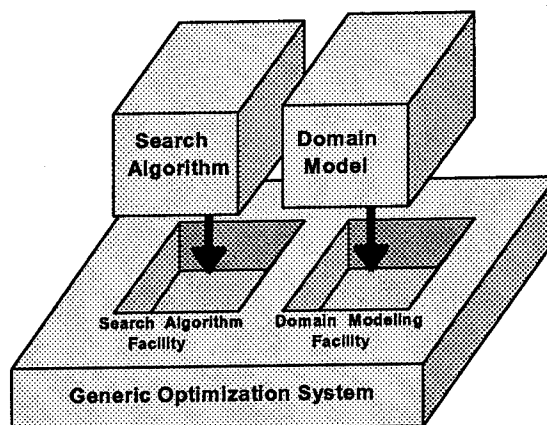 Search
Algorithm
Domain
Model
Search Algorithm
Facility
Domain Modeling
Facility
Generic Optimization System